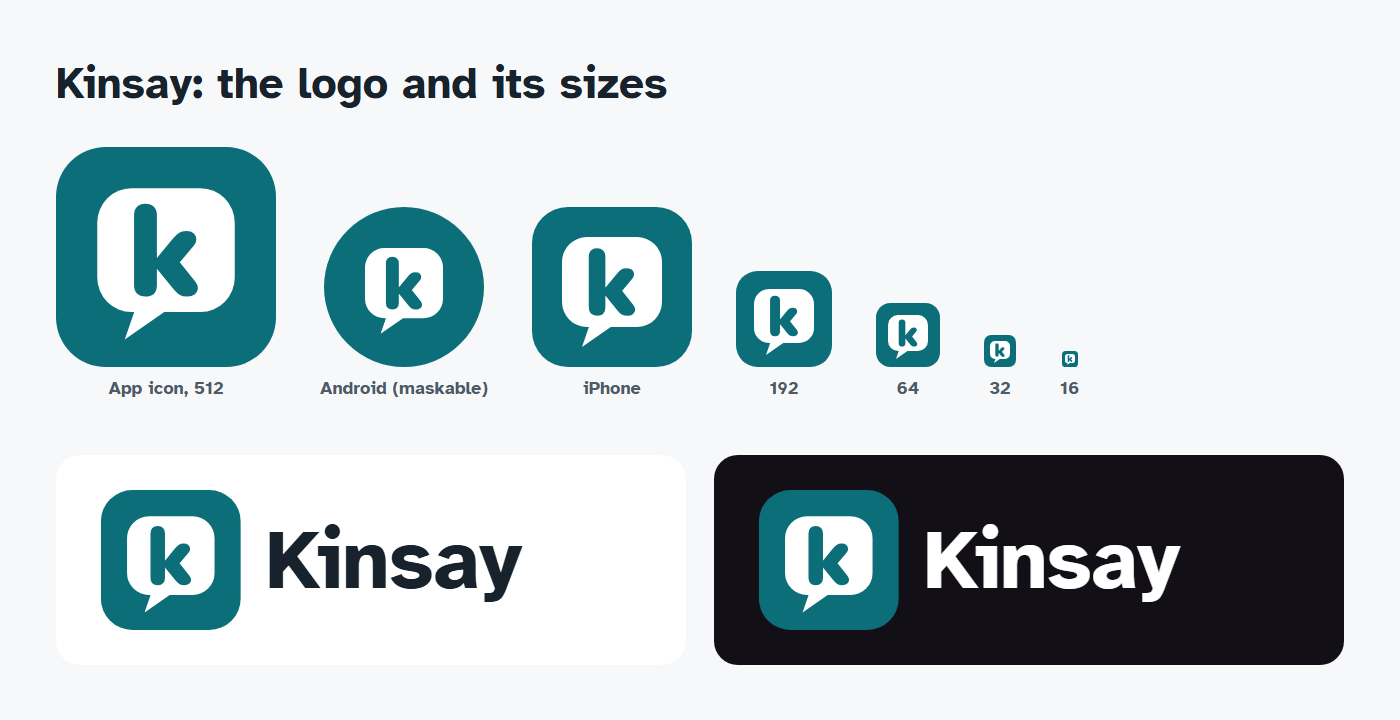 Kinsay: the logo and its sizes
k k k k k k k
App icon, 512 Android (maskable) iPhone 192 64 32 16
k Kinsay
k Kinsay